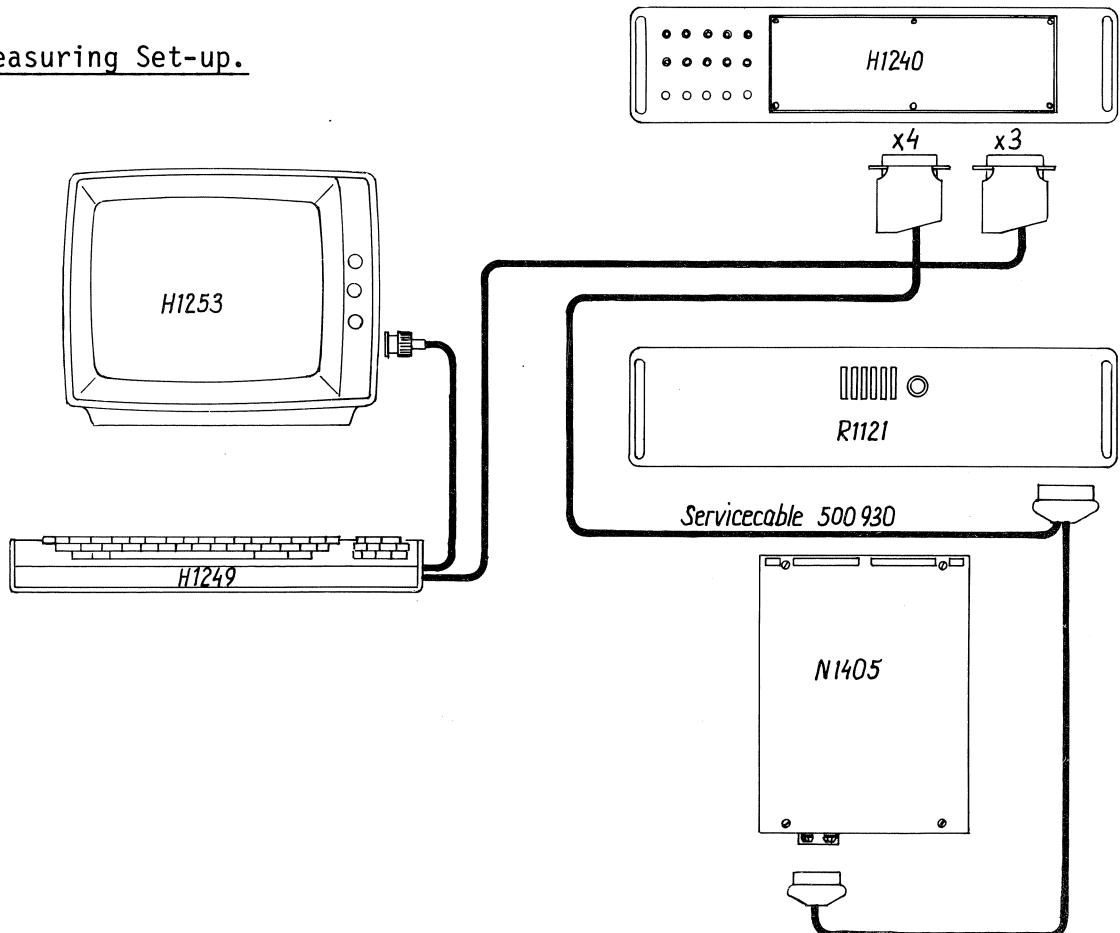 easuring Set-up.
H1240
x4
x3
H1253
R1121
Servicecable 500 930
H1249
N1405